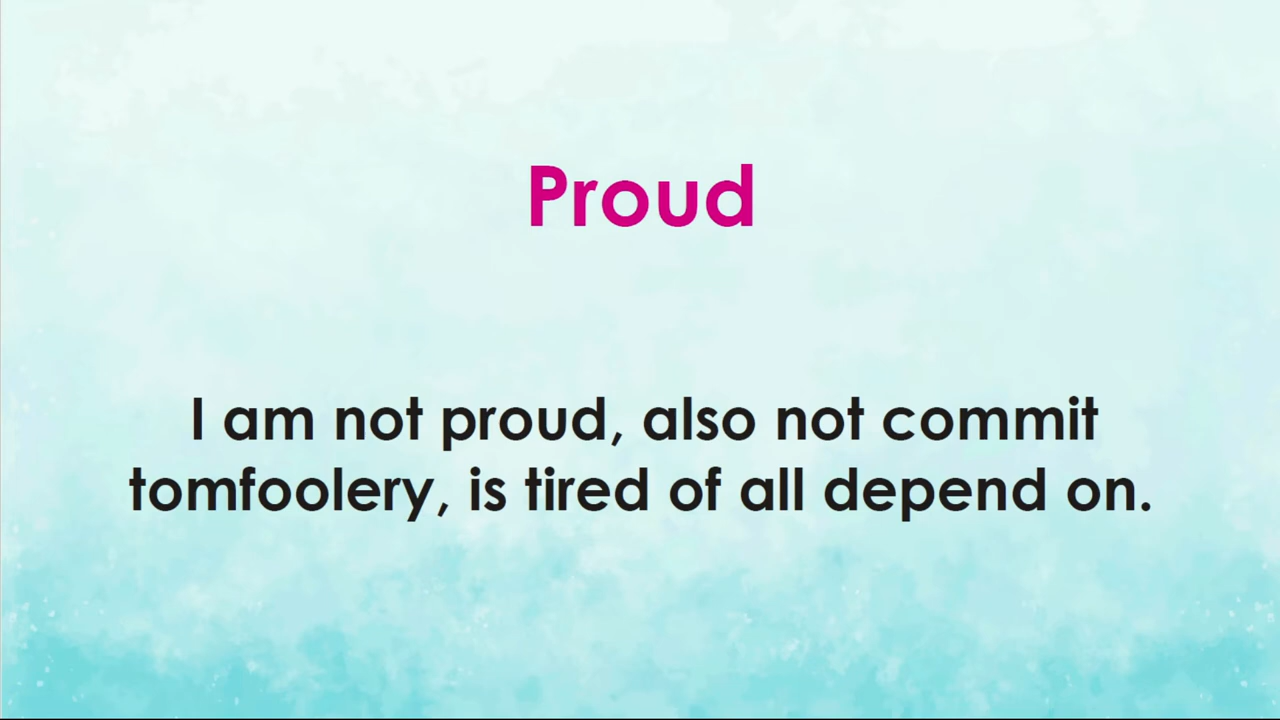 Proud
I am not proud, also not commit
tomfoolery, is tired of all depend on.